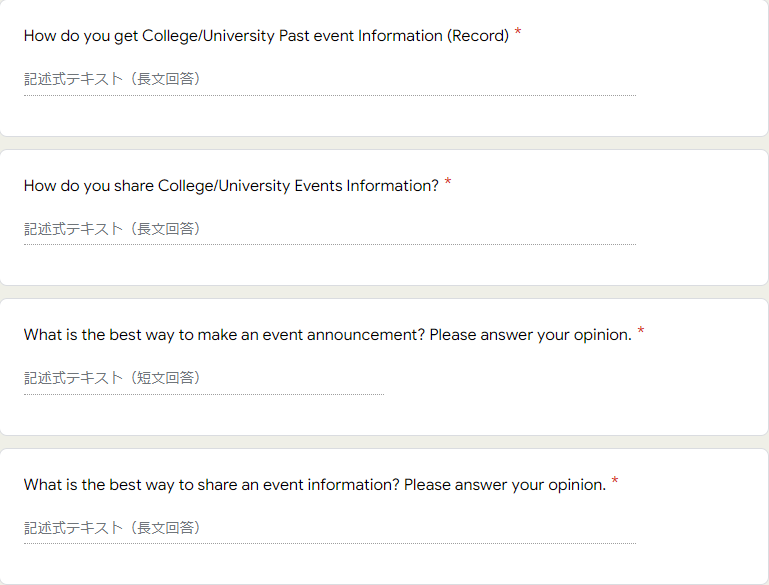 How do you get College/University Past event Information (Record) *
記述式テキスト（長文回答）
How do you share College/University Events Information? *
記述式テキスト（長文回答）
What is the best way to make an event announcement? Please answer your opinion. *
記述式テキスト（短文回答）
What is the best way to share an event information? Please answer your opinion. *
記述式テキスト（長文回答）